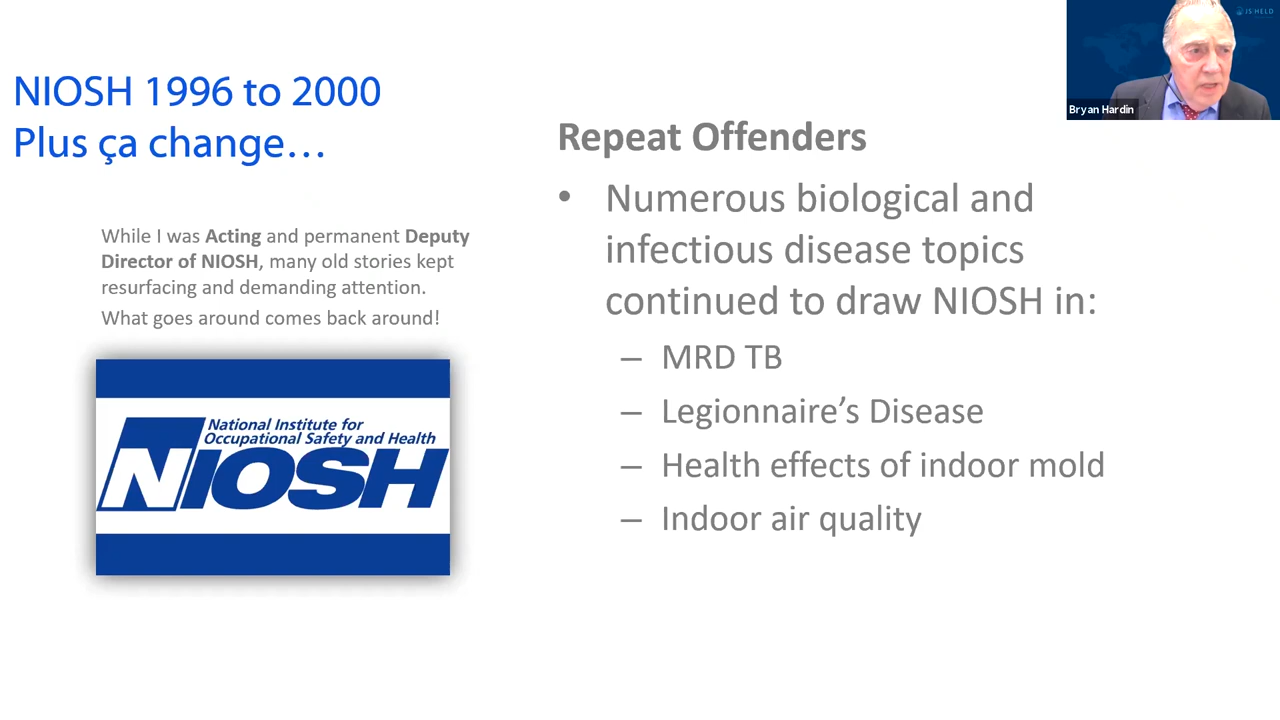 NIOSH 1996 to 2000
Plus ça change…
While I was Acting and permanent Deputy
Director of NIOSH, many old stories kept
resurfacing and demanding attention.
What goes around comes back around!
National Institute for
Occupational Safety and Health
NIOSH
Repeat Offenders
• Numerous biological and
infectious disease topics
continued to draw NIOSH in:
– MRD TB
– Legionnaire’s Disease
– Health effects of indoor mold
– Indoor air quality
JS HELD
Bryan Hardin